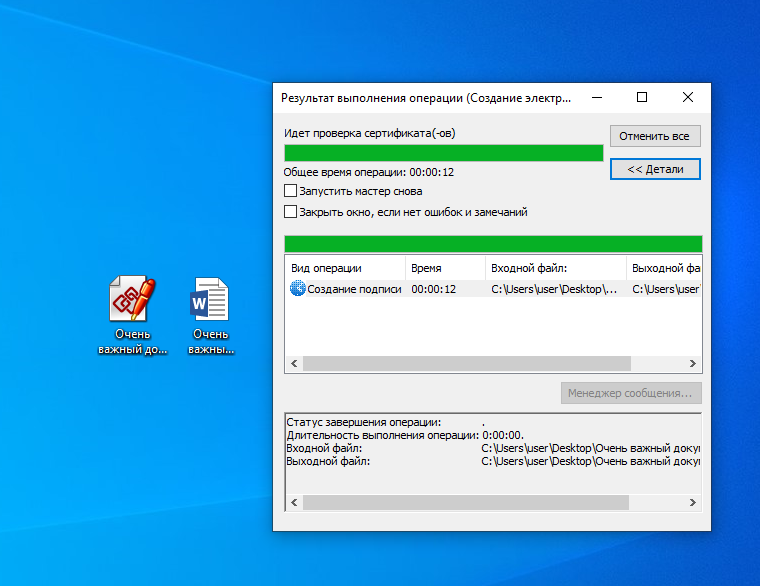 Результат выполнения операции (Создание электр...
Идет проверка сертификата(-ов)
Отменить все
Общее время операции: 00:00:12
<< Детали
Запустить мастер снова
Закрыть окно, если нет ошибок и замечаний
Вид операции Время Входной файл: Выходной фа
Создание подписи 00:00:12 C:\Users\user\Desktop\... C:\Users\user
Очень
важный до...
Очень
важны...
Менеджер сообщения...
Статус завершения операции: .
Длительность выполнения операции: 0:00:00.
Входной файл: C:\Users\user\Desktop\Очень важный доку
Выходной файл: C:\Users\user\Desktop\Очень важный доку